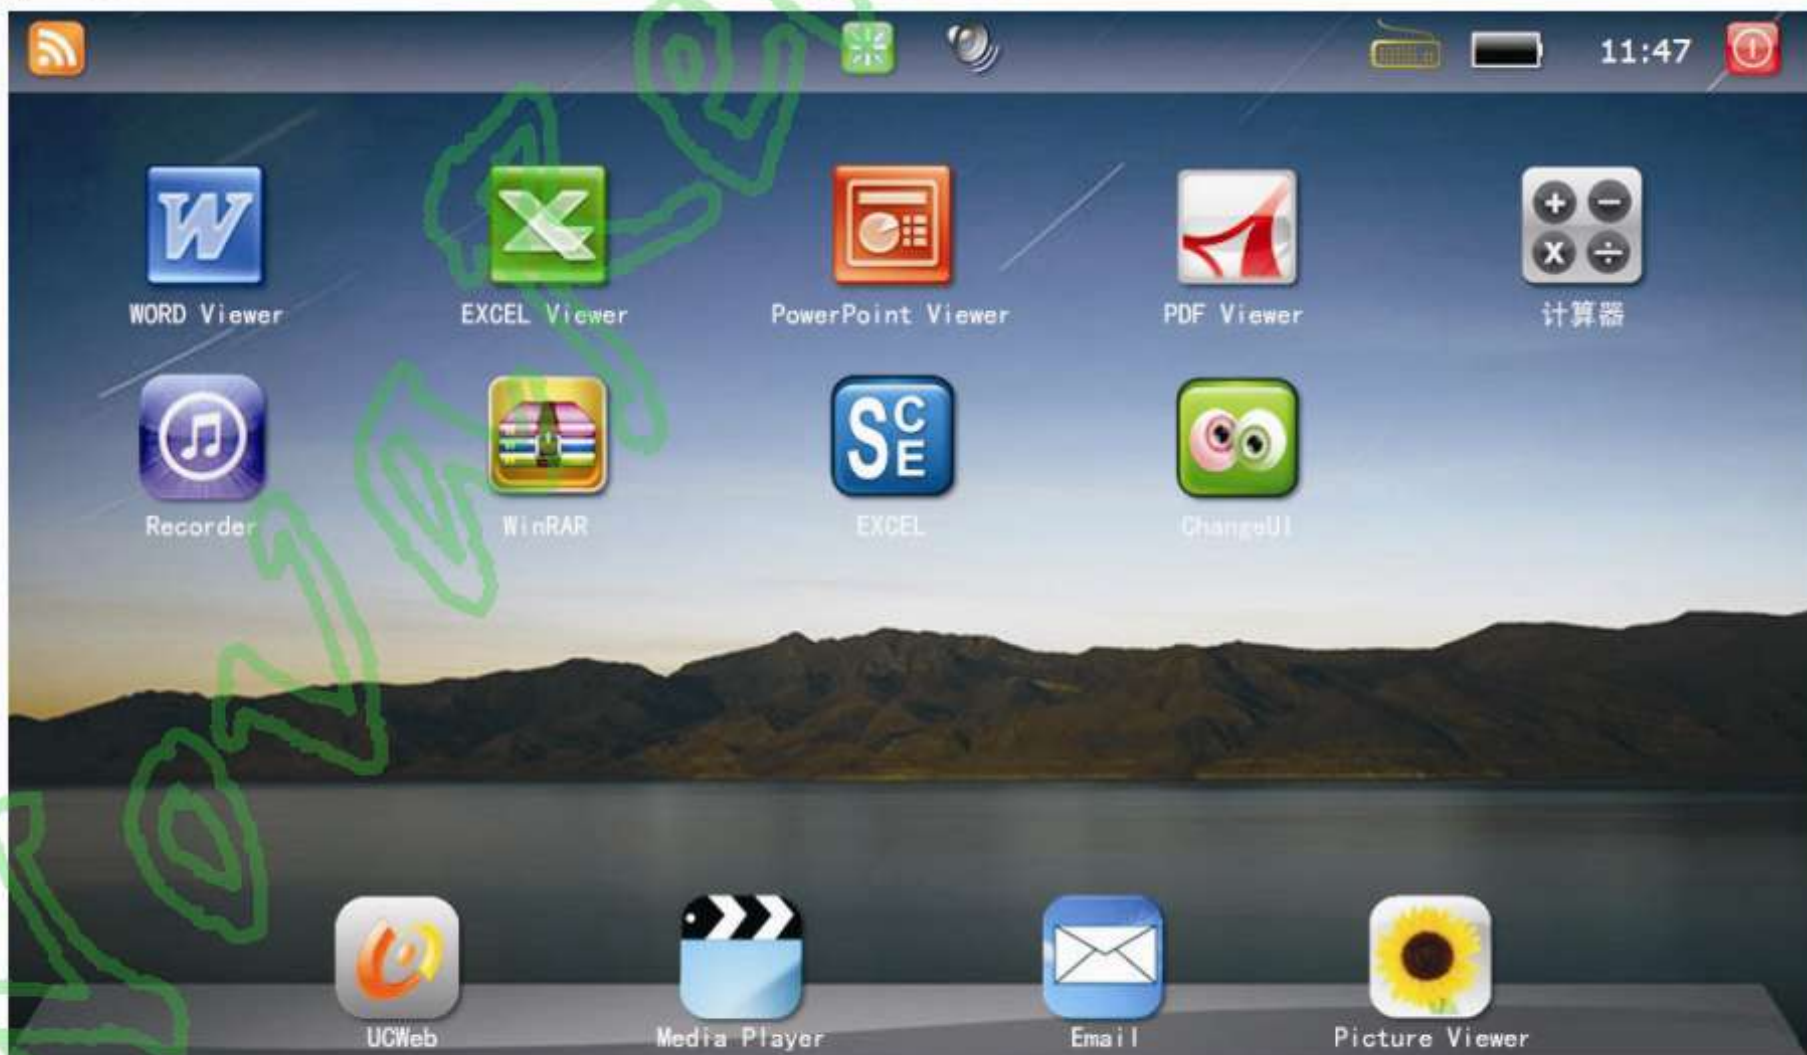 11:47
WORD Viewer
EXCEL Viewer
PowerPoint Viewer
PDF Viewer
计算器
Recorder
WinRAR
SCE
EXCEL
ChangeUI
UCWeb
Media Player
Email
Picture Viewer